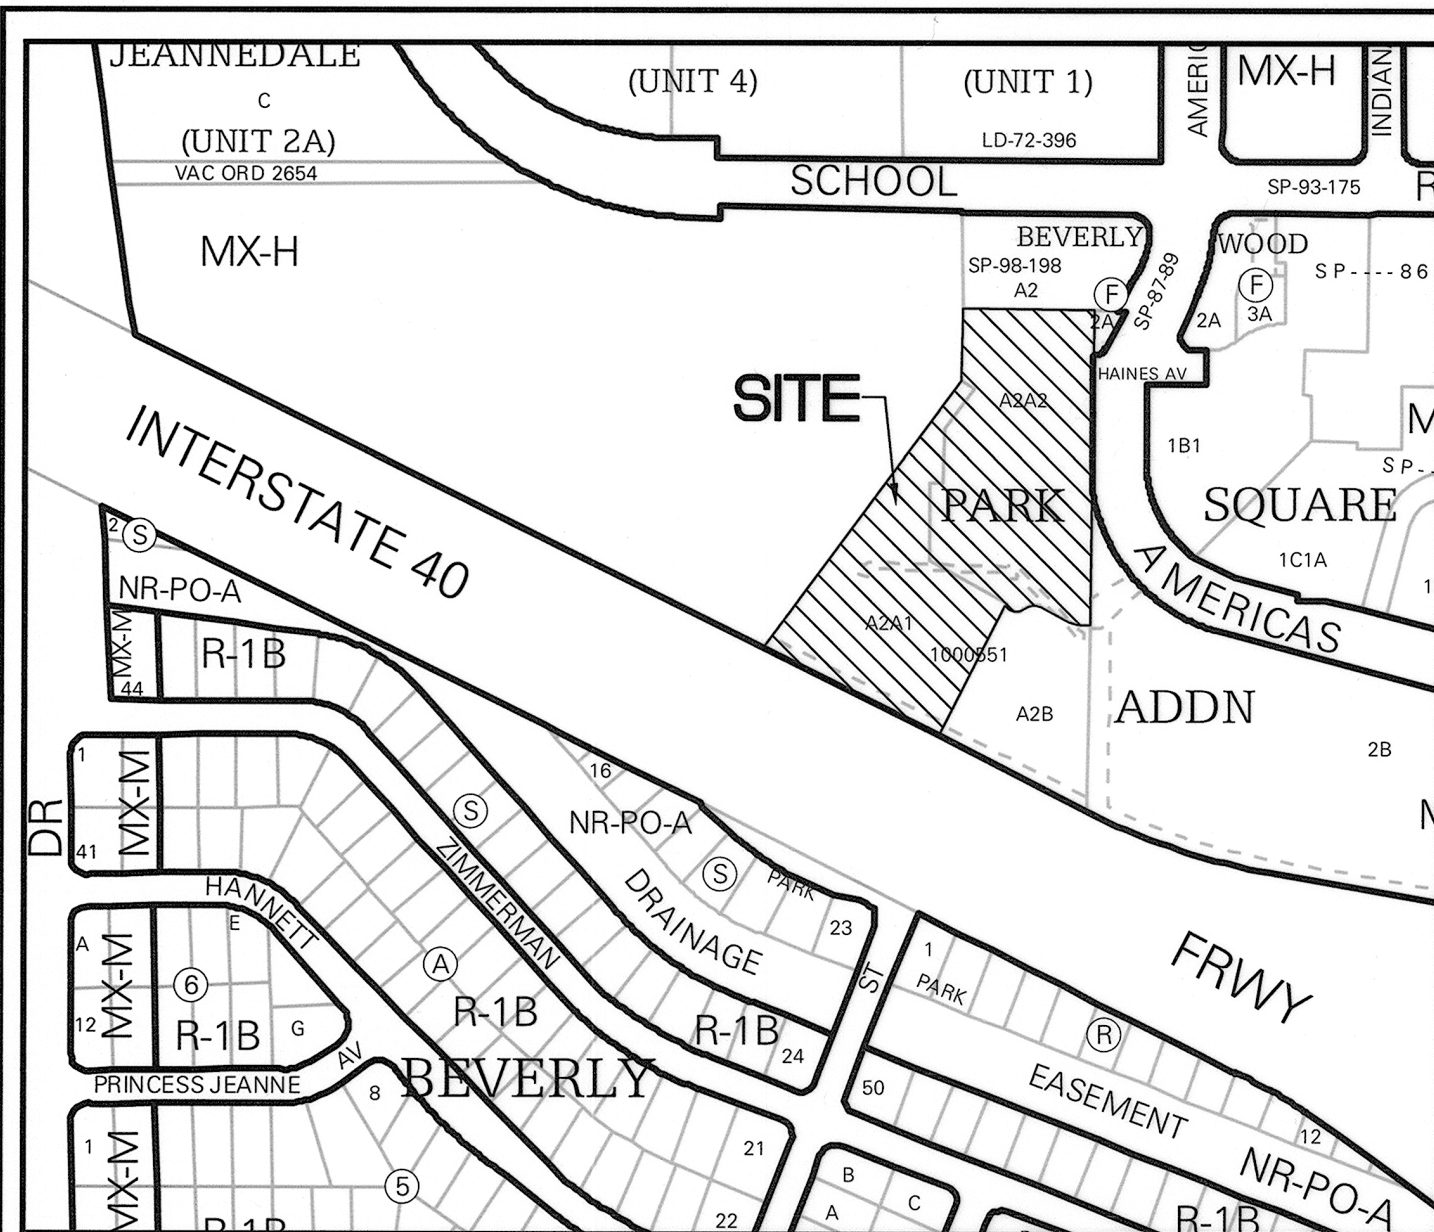 JEANNEDALE
C
(UNIT 2A)
VAC ORD 2654
MX-H
(UNIT 4)
(UNIT 1)
LD-72-396
MX-H
SCHOOL
SP-93-175
BEVERLY
SP-98-198
A2
F
2A
SP-87-89
WOOD
F
3A
2A
SP----86
HAINES AV
SITE
A2A2
1B1
SP--
PARK
SQUARE
1C1A
AMERICAS
A2A1
1000551
A2B
ADDN
2B
INTERSTATE 40
2
S
NR-PO-A
MX-M
44
R-1B
1
MX-M
41
DR
HANNETT
E
S
ZIMMERMAN
16
NR-PO-A
S
PARK
23
DRAINAGE
ST
1
PARK
R
FRWY
A
MX-M
12
6
R-1B
G
AV
A
R-1B
R-1B
24
BEVERLY
PRINCESS JEANNE
8
50
EASEMENT
12
NR-PO-A
1
MX-M
5
21
22
B
A
C
R-1B
R-1B